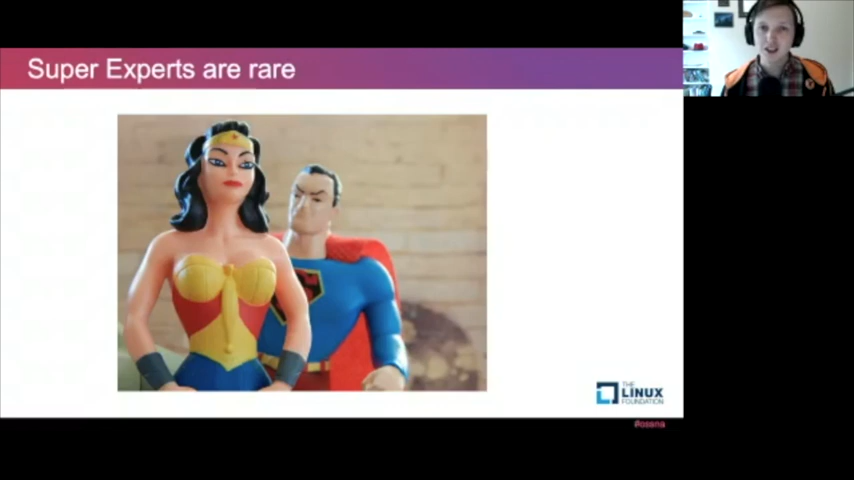 Super Experts are rare
THE
LINUX
FOUNDATION
#ossna